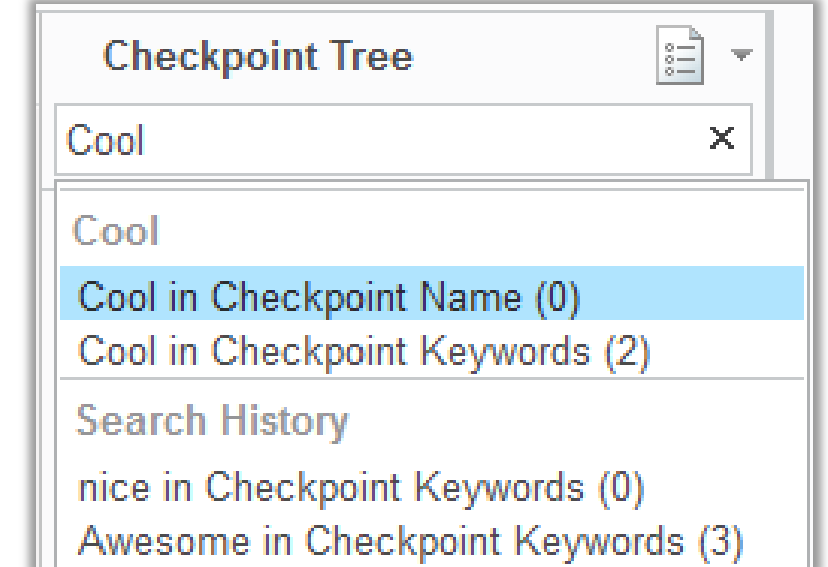 Checkpoint Tree
Cool
Cool
Cool in Checkpoint Name (0)
Cool in Checkpoint Keywords (2)
Search History
nice in Checkpoint Keywords (0)
Awesome in Checkpoint Keywords (3)